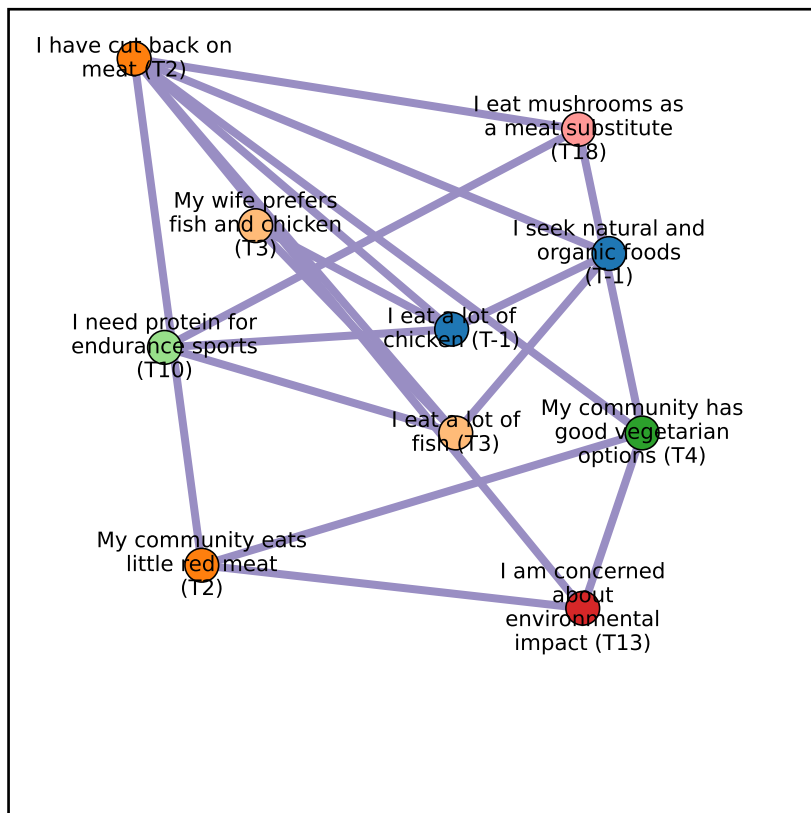 I have cut back on
meat (T2)
I eat mushrooms as
a meat substitute
(T18)
My wife prefers
fish and chicken
(T3)
I seek natural and
organic foods
(T-1)
I eat a lot of
chicken (T-1)
I need protein for
endurance sports
(T10)
I eat a lot of
fish (T3)
My community has
good vegetarian
options (T4)
My community eats
little red meat
(T2)
I am concerned
about
environmental
impact (T13)